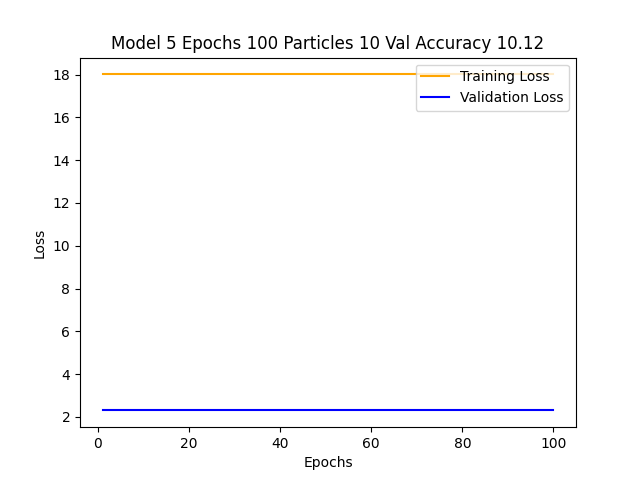 Model 5 Epochs 100 Particles 10 Val Accuracy 10.12
Training Loss
Validation Loss
18
16
14
12
10
8
6
4
2
Loss
0 20 40 60 80 100
Epochs